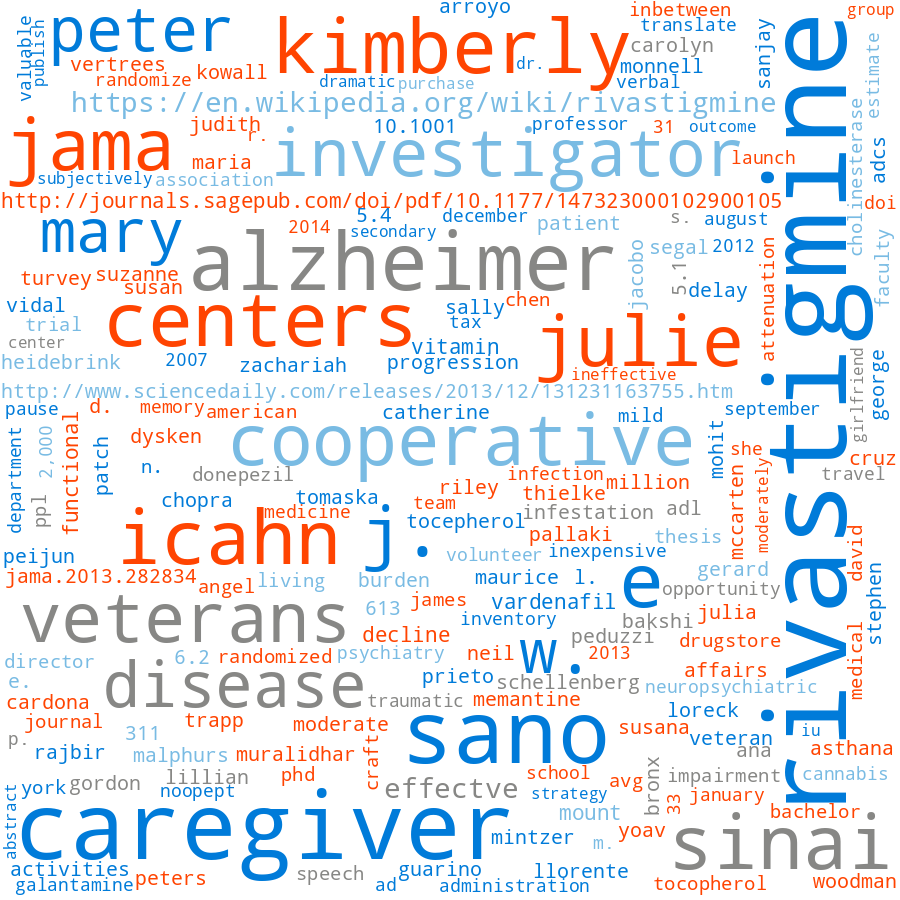 arroyo
inbetween
group
peter
kimberly
translate
carolyn
valuable
publish
vertrees
randomize
kowall
dr.
monnell
sanjay
dramatic
purchase
verbal
estimate
https://en.wikipedia.org/wiki/rivastigmine
rivastigmine
jama
judith
r.
10.1001
professor
31
outcome
cholinesterase
adcs
investigator
maria
launch
subjectively
association
http://journals.sagepub.com/doi/pdf/10.1177/147323000102900105
doi
mary
2014
5.4
december
secondary
patient
s.
august
alzheimer
jacobo
segal
2012
faculty
turvey
suzanne
susan
5.1
delay
attenuation
vidal
centers
sally
chen
trial
tax
julie
center
vitamin
heidebrink
2007
zachariah
progression
ineffective
george
girlfriend
http://www.sciencedaily.com/releases/2013/12/131231163755.htm
pause
d.
memory
american
catherine
mild
september
department
ppl
2,000
functional
patch
dysken
cooperative
mohit
she
cruz
n.
donepezil
infection
million
mccarten
moderately
travel
chopra
tomaska
riley
thielke
team
medicine
infestation
adl
icahn
j.
tocepherol
pallaki
thesis
david
peijun
volunteer
inexpensive
jama.2013.282834
angel
living
burden
maurice l.
e
gerard
opportunity
stephen
veterans
613
james
vardenafil
julia
inventory
bakshi
decline
w.
peduzzi
drugstore
director
6.2
randomized
psychiatry
neil
2013
affairs
medical
e.
disease
prieto
schellenberg
neuropsychiatric
cardona
traumatic
memantine
loreck
journal
trapp
moderate
sano
susana
veteran
iu
p.
311
ana
asthana
rajbir
malphurs
muralidhar
craft
bronx
york
gordon
lillian
phd
school
avg
impairment
cannabis
noopept
effectve
strategy
33
january
abstract
caregiver
mount
bachelor
mintzer
m.
yoav
sinai
activities
speech
guarino
llorente
galantamine
peters
ad
administration
tocopherol
woodman